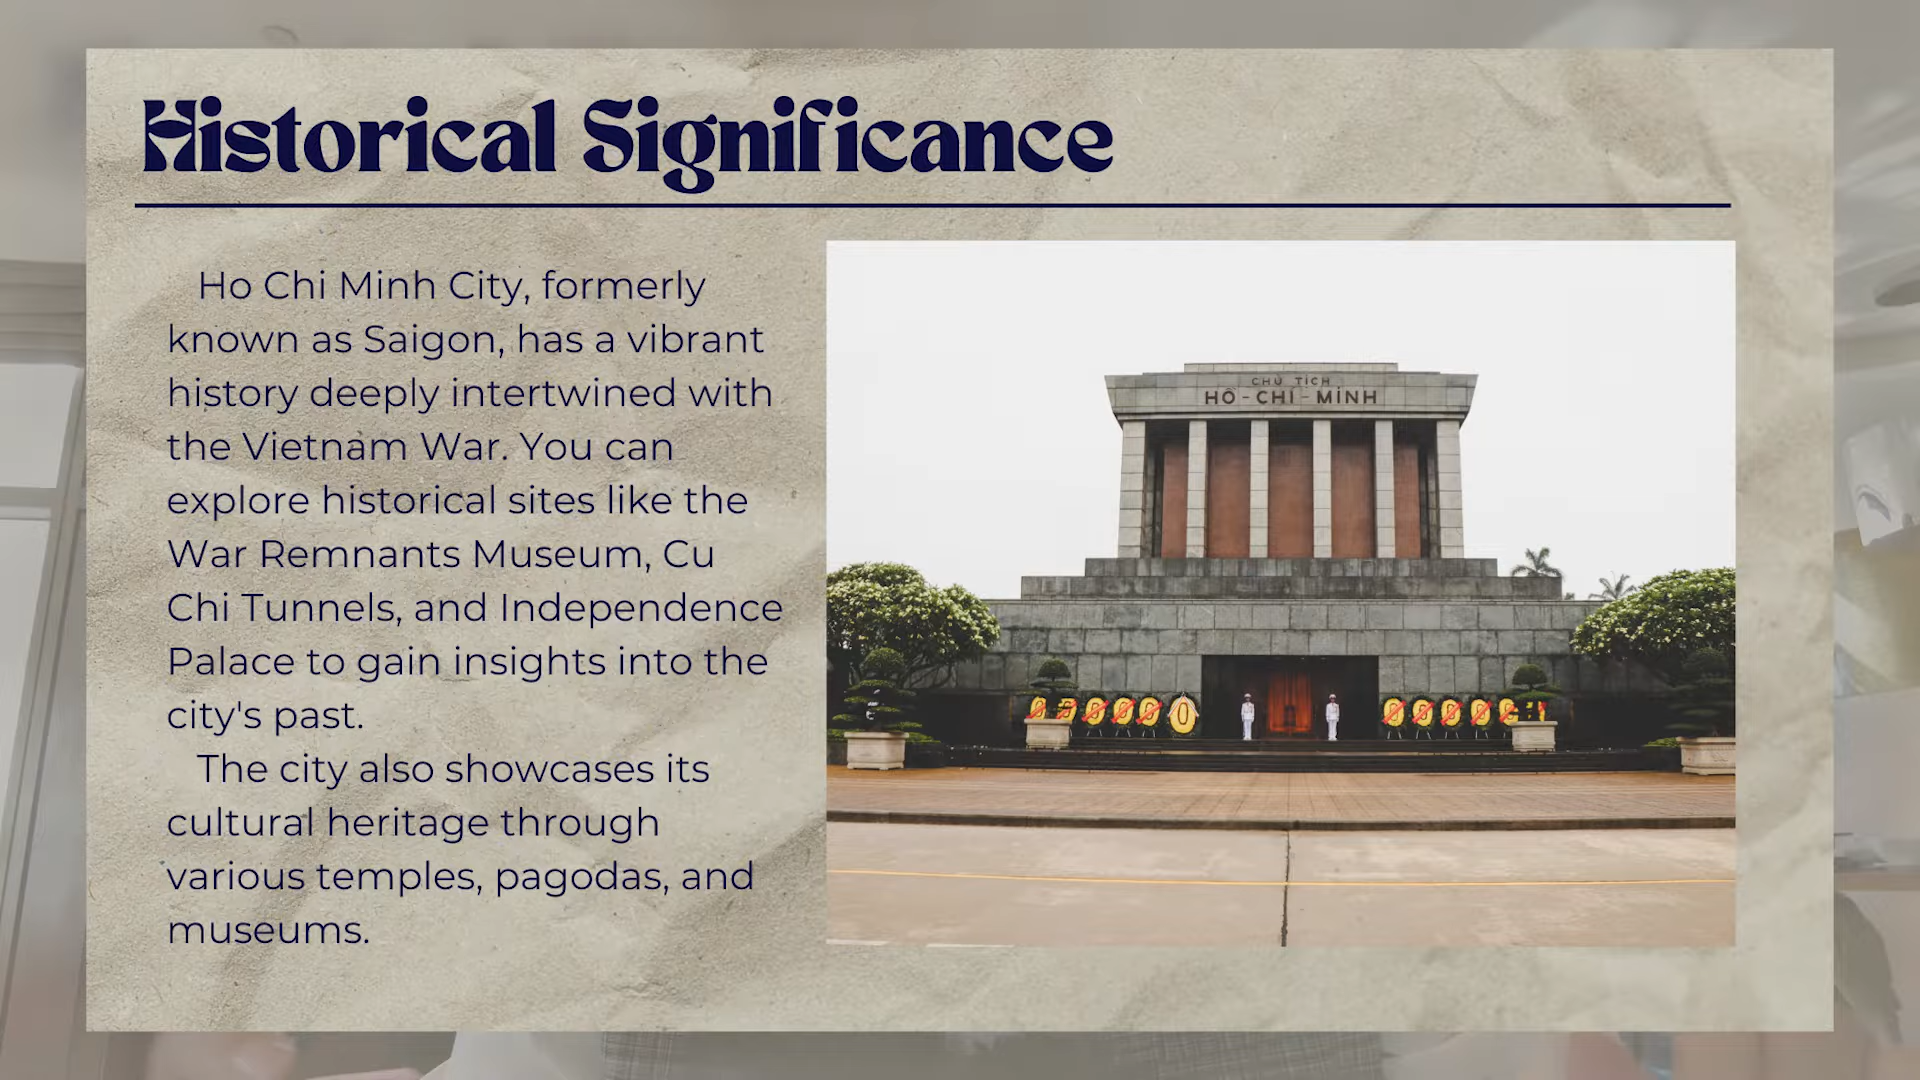 Historical Significance
Ho Chi Minh City, formerly
known as Saigon, has a vibrant
history deeply intertwined with
the Vietnam War. You can
explore historical sites like the
War Remnants Museum, Cu
Chi Tunnels, and Independence
Palace to gain insights into the
city's past.
The city also showcases its
cultural heritage through
various temples, pagodas, and
museums.
CHỦ TỊCH
HỒ-CHÍ-MINH